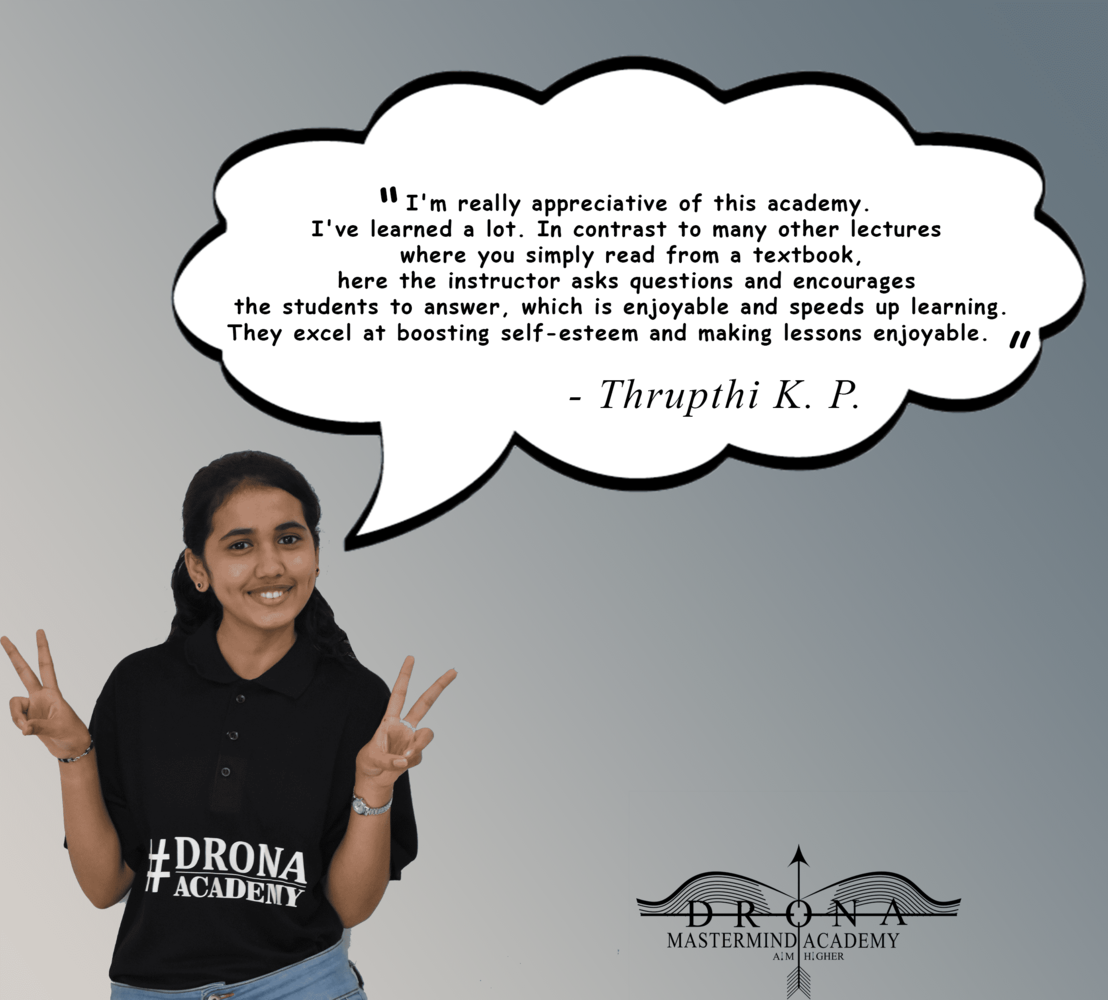 " I'm really appreciative of this academy.
I've learned a lot. In contrast to many other lectures
where you simply read from a textbook,
here the instructor asks questions and encourages
the students to answer, which is enjoyable and speeds up learning.
They excel at boosting self-esteem and making lessons enjoyable. "
- Thrupthi K. P.
#DRONA
ACADEMY
DRONA
MASTERMIND ACADEMY
AIM HIGHER